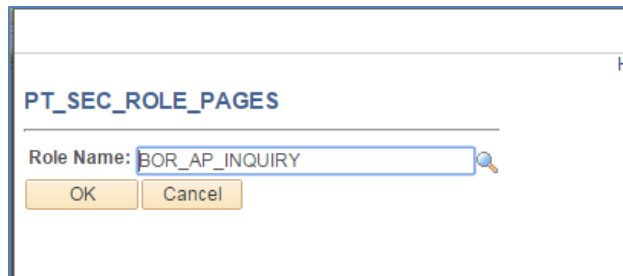 H
PT_SEC_ROLE_PAGES
Role Name: BOR_AP_INQUIRY
OK Cancel